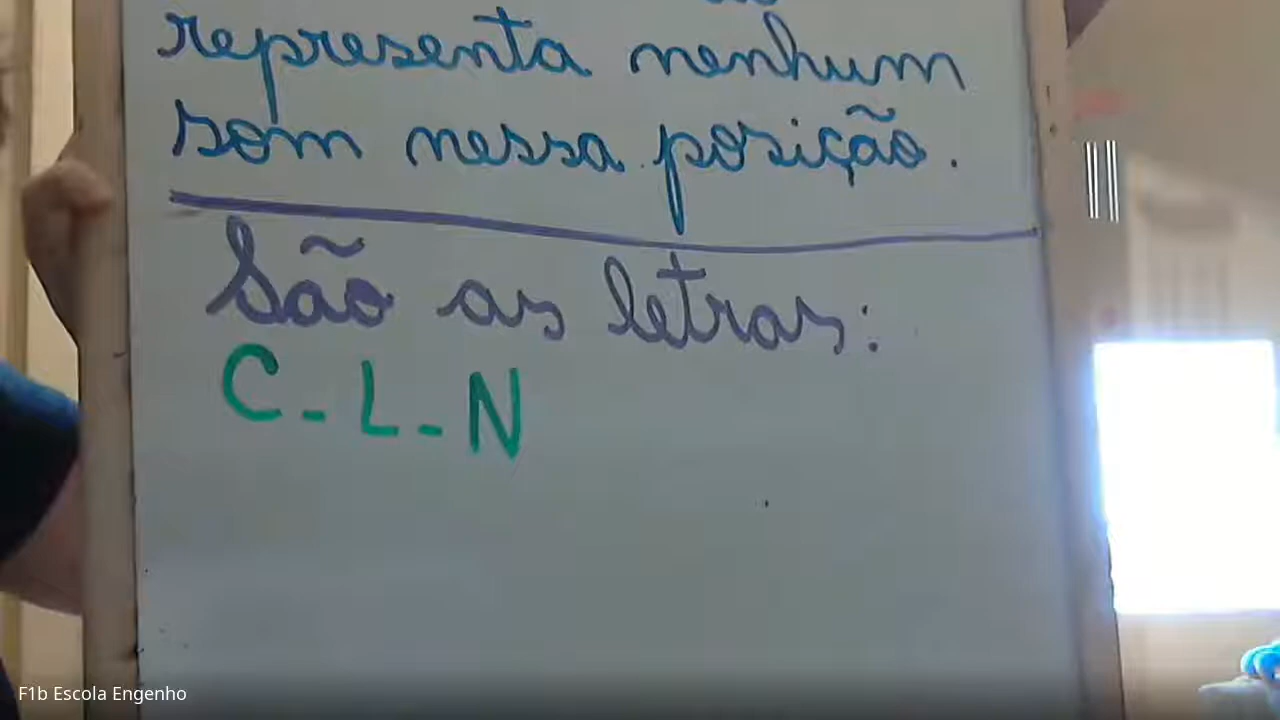 representa nenhum
som nessa posição.
São as letras:
C - L - N
F1b Escola Engenho